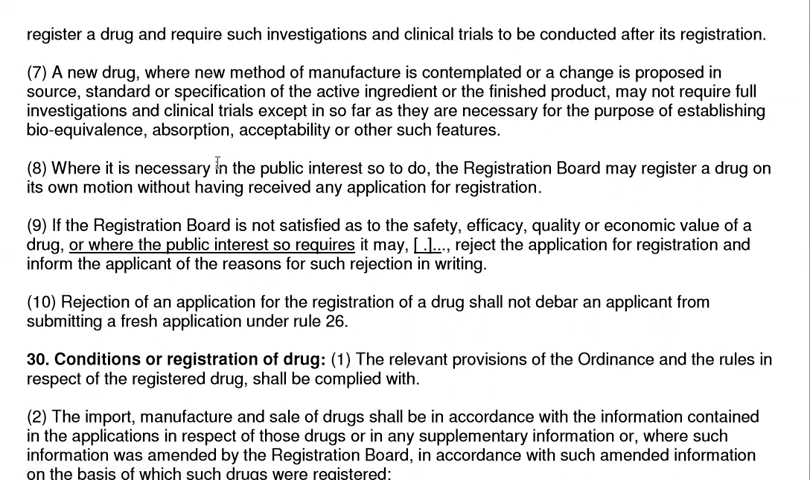 register a drug and require such investigations and clinical trials to be conducted after its registration.
(7) A new drug, where new method of manufacture is contemplated or a change is proposed in
source, standard or specification of the active ingredient or the finished product, may not require full
investigations and clinical trials except in so far as they are necessary for the purpose of establishing
bio-equivalence, absorption, acceptability or other such features.
(8) Where it is necessary in the public interest so to do, the Registration Board may register a drug on
its own motion without having received any application for registration.
(9) If the Registration Board is not satisfied as to the safety, efficacy, quality or economic value of a
drug, or where the public interest so requires it may, [ .]..., reject the application for registration and
inform the applicant of the reasons for such rejection in writing.
(10) Rejection of an application for the registration of a drug shall not debar an applicant from
submitting a fresh application under rule 26.
30. Conditions or registration of drug: (1) The relevant provisions of the Ordinance and the rules in
respect of the registered drug, shall be complied with.
(2) The import, manufacture and sale of drugs shall be in accordance with the information contained
in the applications in respect of those drugs or in any supplementary information or, where such
information was amended by the Registration Board, in accordance with such amended information
on the basis of which such drugs were registered: